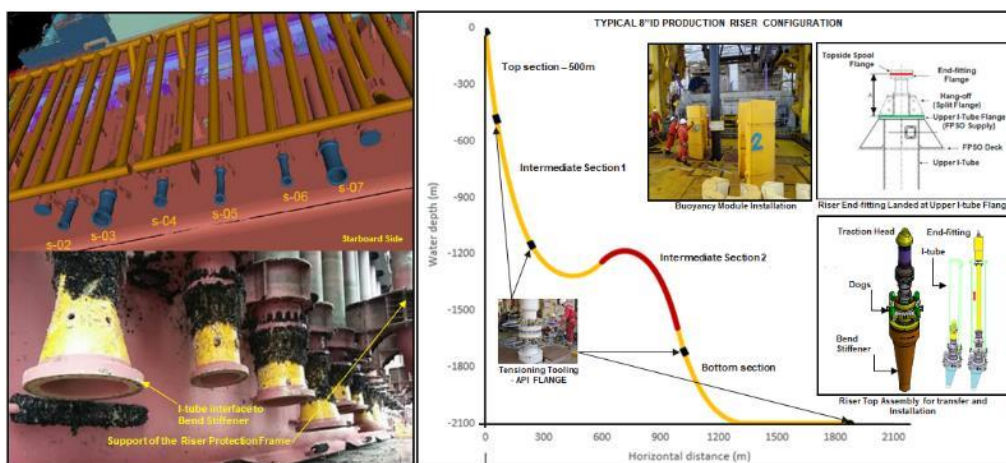 s-02
s-03
s-04
s-05
s-06
s-07
Starboard Side
I-tube interface to
Bend Stiffener
Support of the Riser Protection Frame
TYPICAL 8"ID PRODUCTION RISER CONFIGURATION
Water depth (m)
0
-300
-600
-900
-1200
-1500
-1800
-2100
0
300
600
900
1200
1500
1800
2100
Horizontal distance (m)
Top section – 500m
Intermediate Section 1
Intermediate Section 2
Bottom section
Tensioning Tooling
- API FLANGE
2
Buoyancy Module Installation
Topside Spool
Flange
End-fitting
Flange
Hang-off
(Split Flange)
Upper I-Tube Flange
(FPSO Supply)
FPSO Deck
Upper I-Tube
A
Riser End-fitting Landed at Upper I-tube Flang
Traction Head
End-fitting
I-tube
Dogs
Bend
Stiffener
Riser Top Assembly for transfer and
Installation